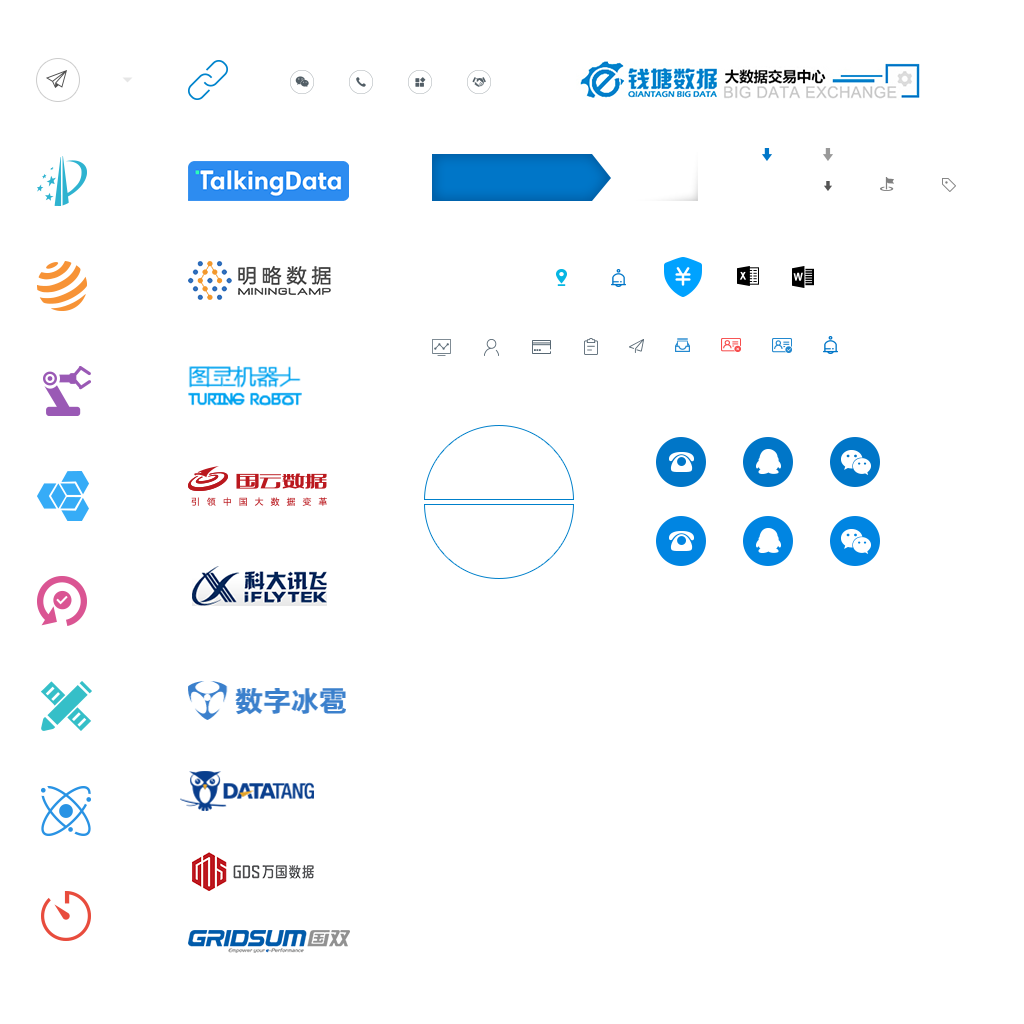 钱塘数据
QIANTAGN BIG DATA
大数据交易中心
BIG DATA EXCHANGE
TalkingData
明略数据
MININGLAMP
¥
X
W
图灵机器人
TURING ROBOT
国云数据
引领中国大数据变革
科大讯飞
iFLYTEK
数字冰雹
DATATANG
GDS
GDS万国数据
GRIDSUM国双
Empower your e-Performance